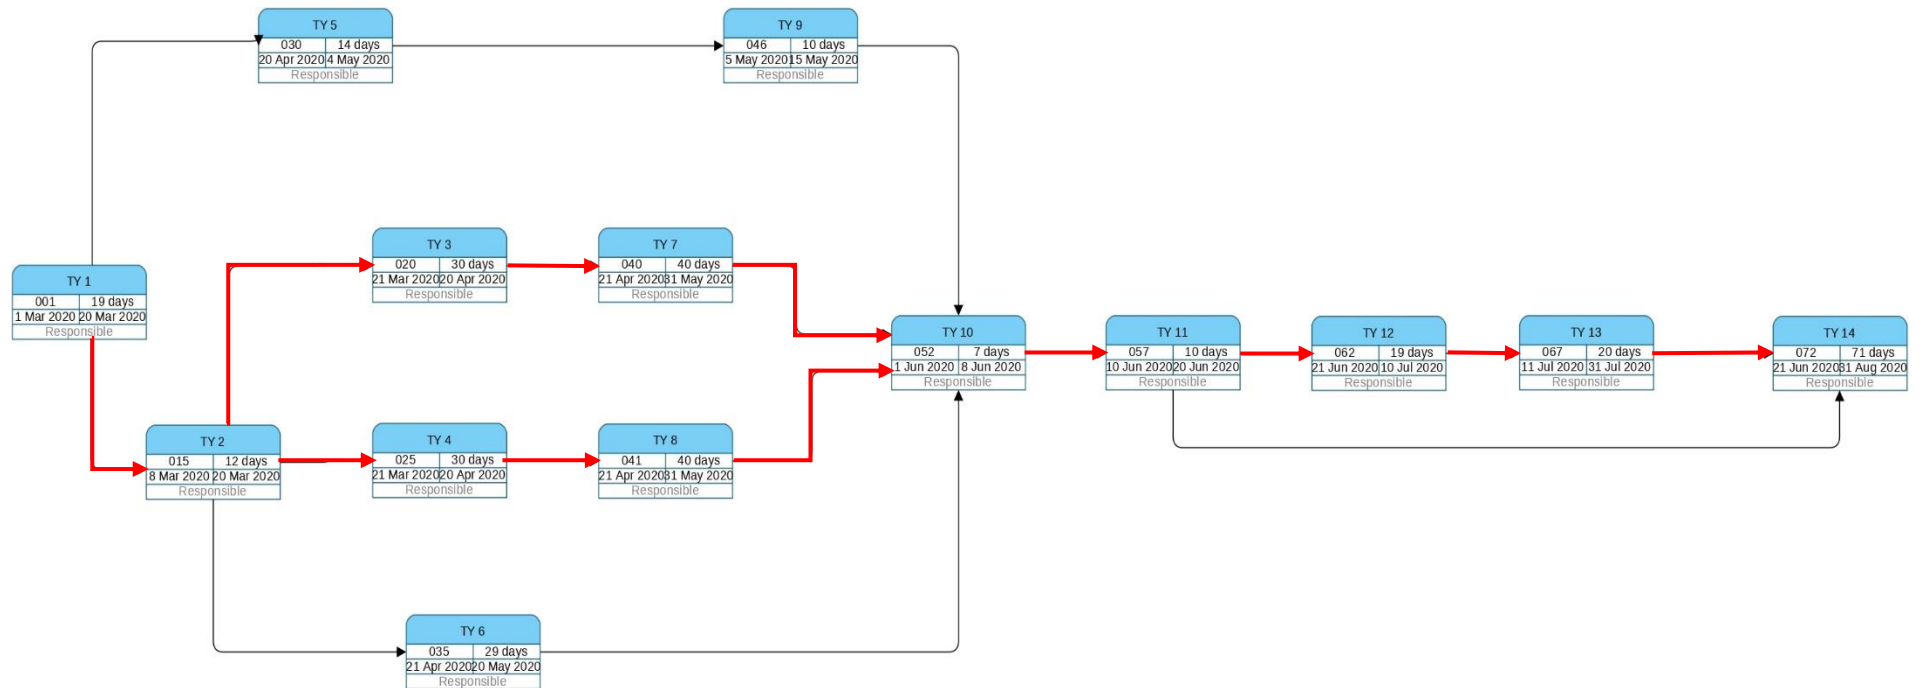 TY 5
030 14 days
20 Apr 2020 4 May 2020
Responsible
TY 9
046 10 days
5 May 2020 15 May 2020
Responsible
TY 3
020 30 days
21 Mar 2020 20 Apr 2020
Responsible
TY 7
040 40 days
21 Apr 2020 31 May 2020
Responsible
TY 1
001 19 days
1 Mar 2020 20 Mar 2020
Responsible
TY 10
052 7 days
1 Jun 2020 8 Jun 2020
Responsible
TY 11
057 10 days
10 Jun 2020 20 Jun 2020
Responsible
TY 12
062 19 days
21 Jun 2020 10 Jul 2020
Responsible
TY 13
067 20 days
11 Jul 2020 31 Jul 2020
Responsible
TY 14
072 71 days
21 Jun 2020 31 Aug 2020
Responsible
TY 2
015 12 days
8 Mar 2020 20 Mar 2020
Responsible
TY 4
025 30 days
21 Mar 2020 20 Apr 2020
Responsible
TY 8
041 40 days
21 Apr 2020 31 May 2020
Responsible
TY 6
035 29 days
21 Apr 2020 20 May 2020
Responsible